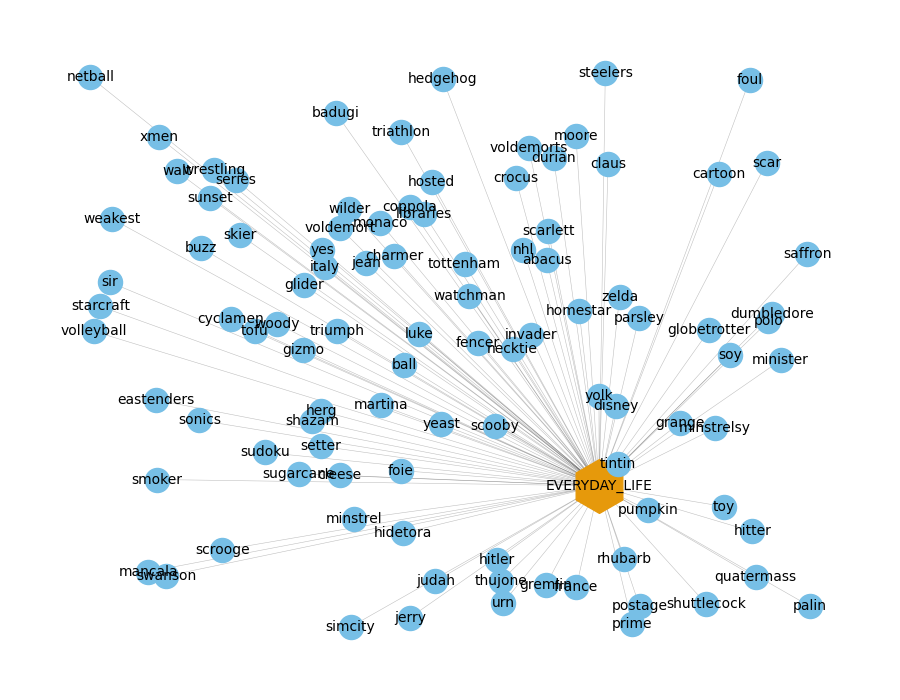 steelers
netball
hedgehog
foul
badugi
triathlon
moore
xmen
voldemorts
durian
claus
scar
wrestling
cartoon
series
crocus
hosted
sunset
coppola
wilder
libraries
weakest
monaco
voldemort
scarlett
skier
buzz
yes
nhl
saffron
charmer
abacus
jean
tottenham
italy
sir
glider
watchman
zelda
starcraft
homestar
dumbledore
parsley
cyclamen
polo
woody
volleyball
tofu
triumph
globetrotter
luke
invader
fencer
necktie
gizmo
soy
minister
ball
yolk
eastenders
martina
disney
herg
sonics
shazam
yeast
scooby
grange
minstrelsy
setter
sudoku
tintin
foie
sugarcane
cleese
smoker
EVERYDAY_LIFE
toy
pumpkin
minstrel
hitter
hidetora
scrooge
hitler
rhubarb
mancala
swanson
quatermass
judah
thujone
gremlin
france
urn
shuttlecock
postage
palin
jerry
prime
simcity